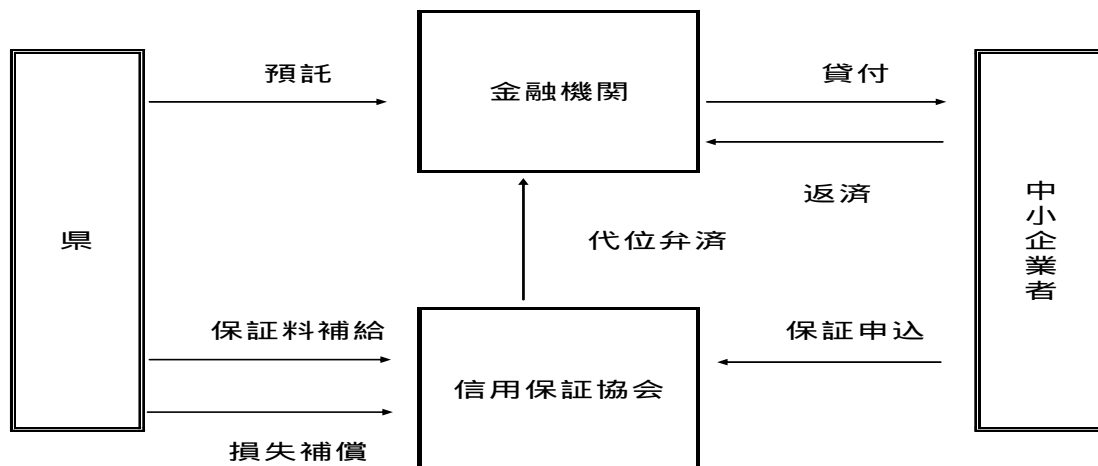 預託
金融機関
貸付
返済
県
代位弁済
中小企業者
保証料補給
保証申込
信用保証協会
損失補償